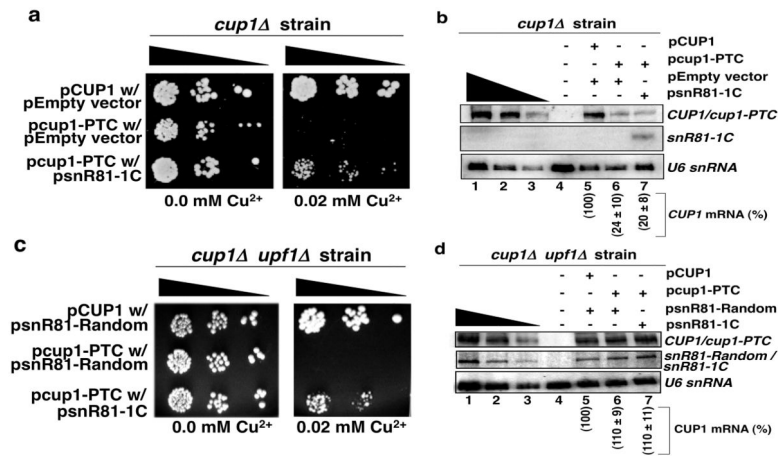 a
cup1Δ strain
pCUP1 w/
pEmpty vector
pcup1-PTC w/
pEmpty vector
pcup1-PTC w/
psnR81-1C
0.0 mM Cu²⁺
0.02 mM Cu²⁺
b
cup1Δ strain
- + - - pCUP1
- - + + pcup1-PTC
- + + - pEmpty vector
- - - + psnR81-1C
CUP1/cup1-PTC
snR81-1C
U6 snRNA
1 2 3 4 5 6 7
(100)
(24 ± 10)
(20 ± 8)
CUP1 mRNA (%)
c
cup1Δ upf1Δ strain
pCUP1 w/
psnR81-Random
pcup1-PTC w/
psnR81-Random
pcup1-PTC w/
psnR81-1C
0.0 mM Cu²⁺
0.02 mM Cu²⁺
d
cup1Δ upf1Δ strain
- + - - pCUP1
- - + + pcup1-PTC
- + + - psnR81-Random
- - - + psnR81-1C
CUP1/cup1-PTC
snR81-Random /
snR81-1C
U6 snRNA
1 2 3 4 5 6 7
(100)
(110 ± 9)
(110 ± 11)
CUP1 mRNA (%)